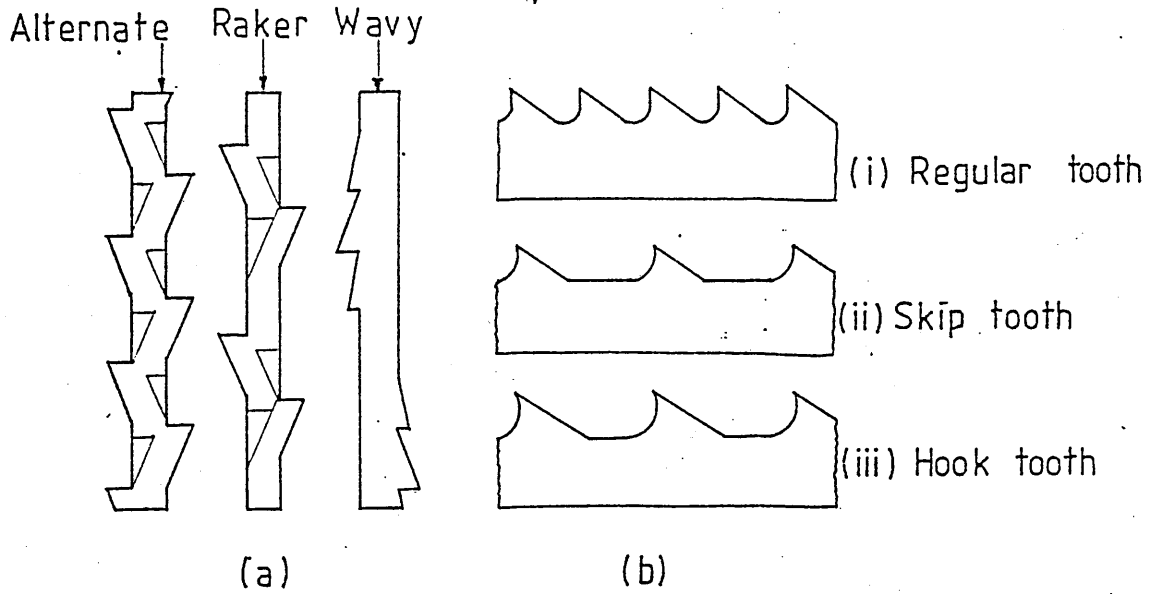 Alternate Raker Wavy
(i) Regular tooth
(ii) Skip tooth
(iii) Hook tooth
(a) (b)